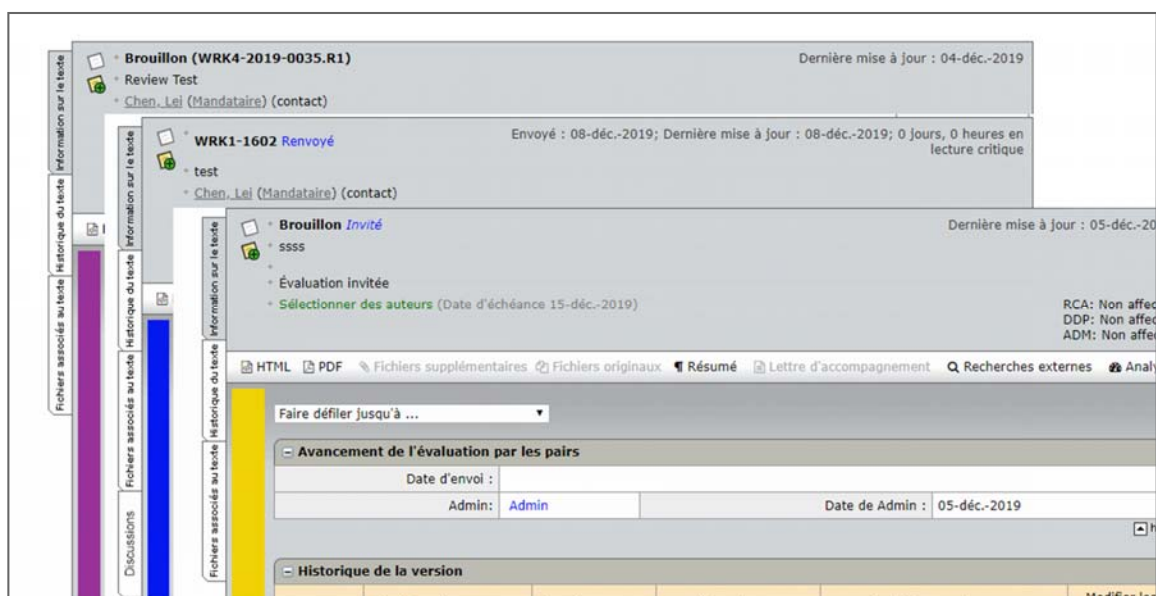 Brouillon (WRK4-2019-0035.R1) Dernière mise à jour : 04-déc.-2019
Review Test
Chen, Lei (Mandataire) (contact)
Information sur le texte
Historique du texte
Fichiers associés au texte
WRK1-1602 Renvoyé Envoyé : 08-déc.-2019; Dernière mise à jour : 08-déc.-2019; 0 jours, 0 heures en
lecture critique
test
Chen, Lei (Mandataire) (contact)
Information sur le texte
Historique du texte
Fichiers associés au texte
Discussions
Brouillon Invité Dernière mise à jour : 05-déc.-20
ssss
Évaluation invitée
Sélectionner des auteurs (Date d'échéance 15-déc.-2019)
RCA: Non affec
DDP: Non affec
ADM: Non affec
Information sur le texte
Historique du texte
Fichiers associés au texte
HTML PDF Fichiers supplémentaires Fichiers originaux Résumé Lettre d'accompagnement Recherches externes Analy
Faire défiler jusqu'à ...
Avancement de l'évaluation par les pairs
Date d'envoi :
Admin: Admin Date de Admin : 05-déc.-2019
h
Historique de la version